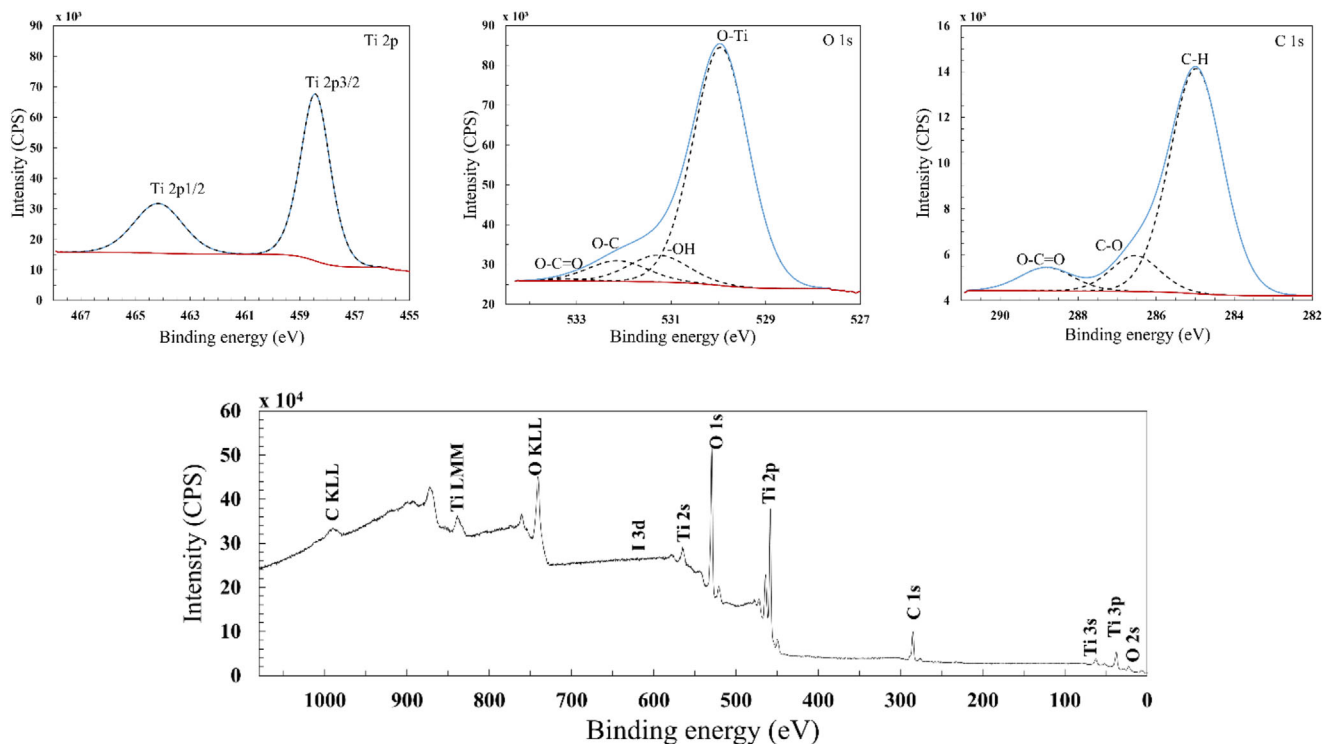 x 10³
Ti 2p
Ti 2p3/2
Ti 2p1/2
Intensity (CPS)
90
80
70
60
50
40
30
20
10
0
467 465 463 461 459 457 455
Binding energy (eV)
x 10³
O 1s
O-Ti
O-C
-OH
O-C=O
Intensity (CPS)
90
80
70
60
50
40
30
20
533 531 529 527
Binding energy (eV)
x 10³
C 1s
C-H
C-O
O-C=O
Intensity (CPS)
16
14
12
10
8
6
4
290 288 286 284 282
Binding energy (eV)
x 10⁴
Intensity (CPS)
60
50
40
30
20
10
0
C KLL
Ti LMM
O KLL
I 3d
Ti 2s
O 1s
Ti 2p
C 1s
Ti 3s
Ti 3p
O 2s
1000 900 800 700 600 500 400 300 200 100 0
Binding energy (eV)